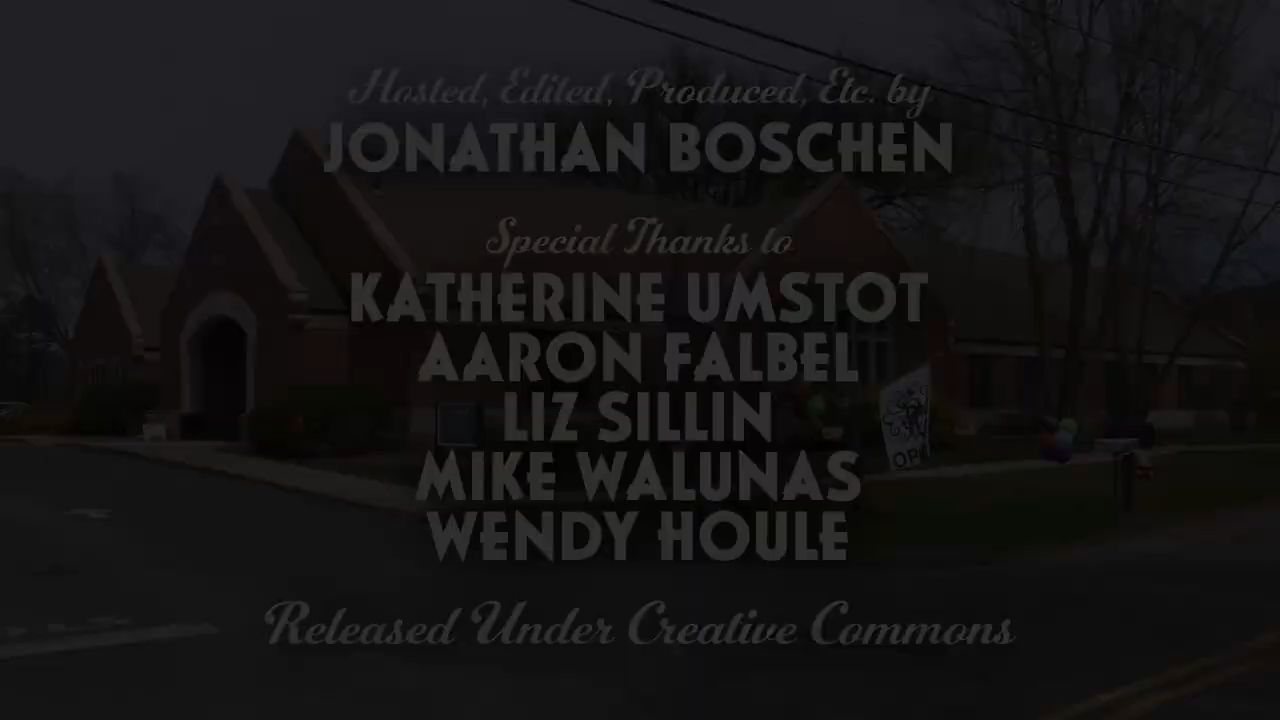 Hosted, Edited, Produced, Etc. by
JONATHAN BOSCHEN
Special Thanks to
KATHERINE UMSTOT
AARON FALBEL
LIZ SILLIN
MIKE WALUNAS
WENDY HOULE
OPEN
Released Under Creative Commons